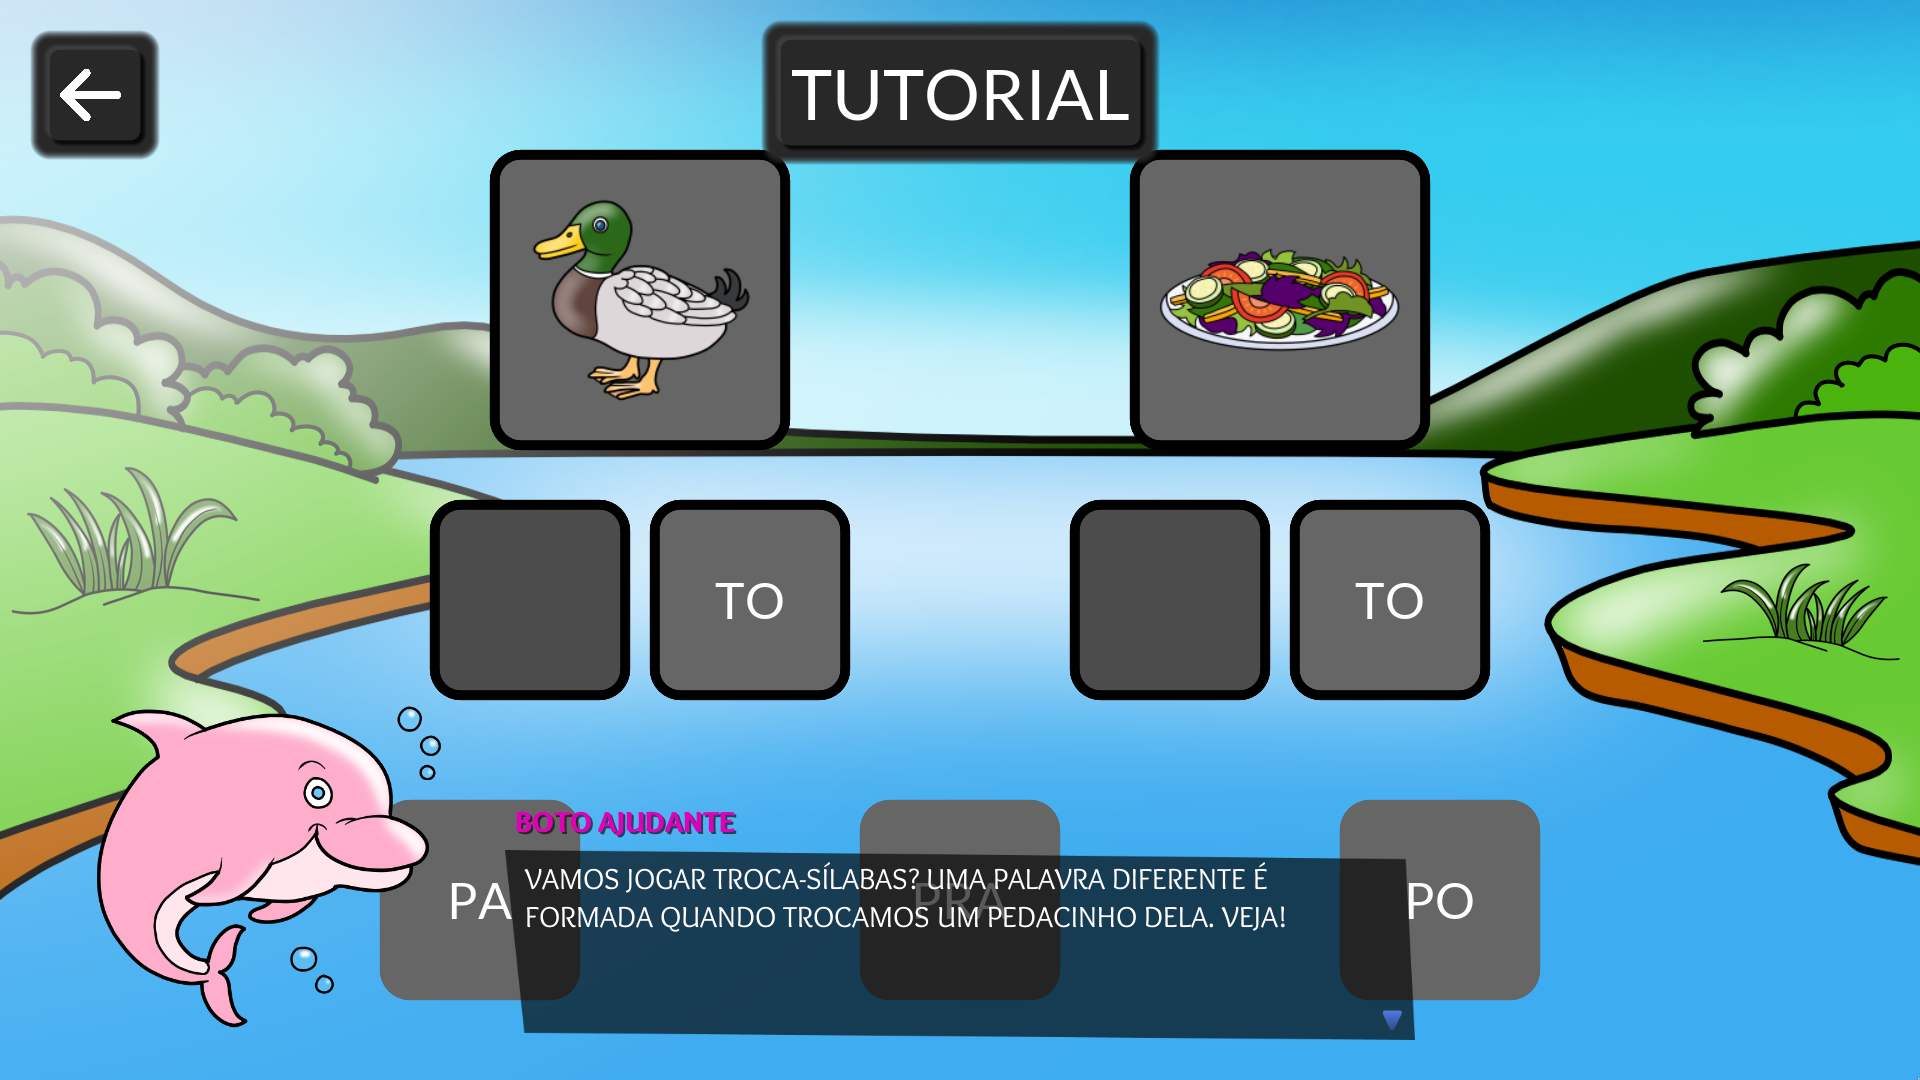 TUTORIAL
TO
TO
BOTO AJUDANTE
VAMOS JOGAR TROCA-SÍLABAS? UMA PALAVRA DIFERENTE É
FORMADA QUANDO TROCAMOS UM PEDACINHO DELA. VEJA!
PA
PRA
PO